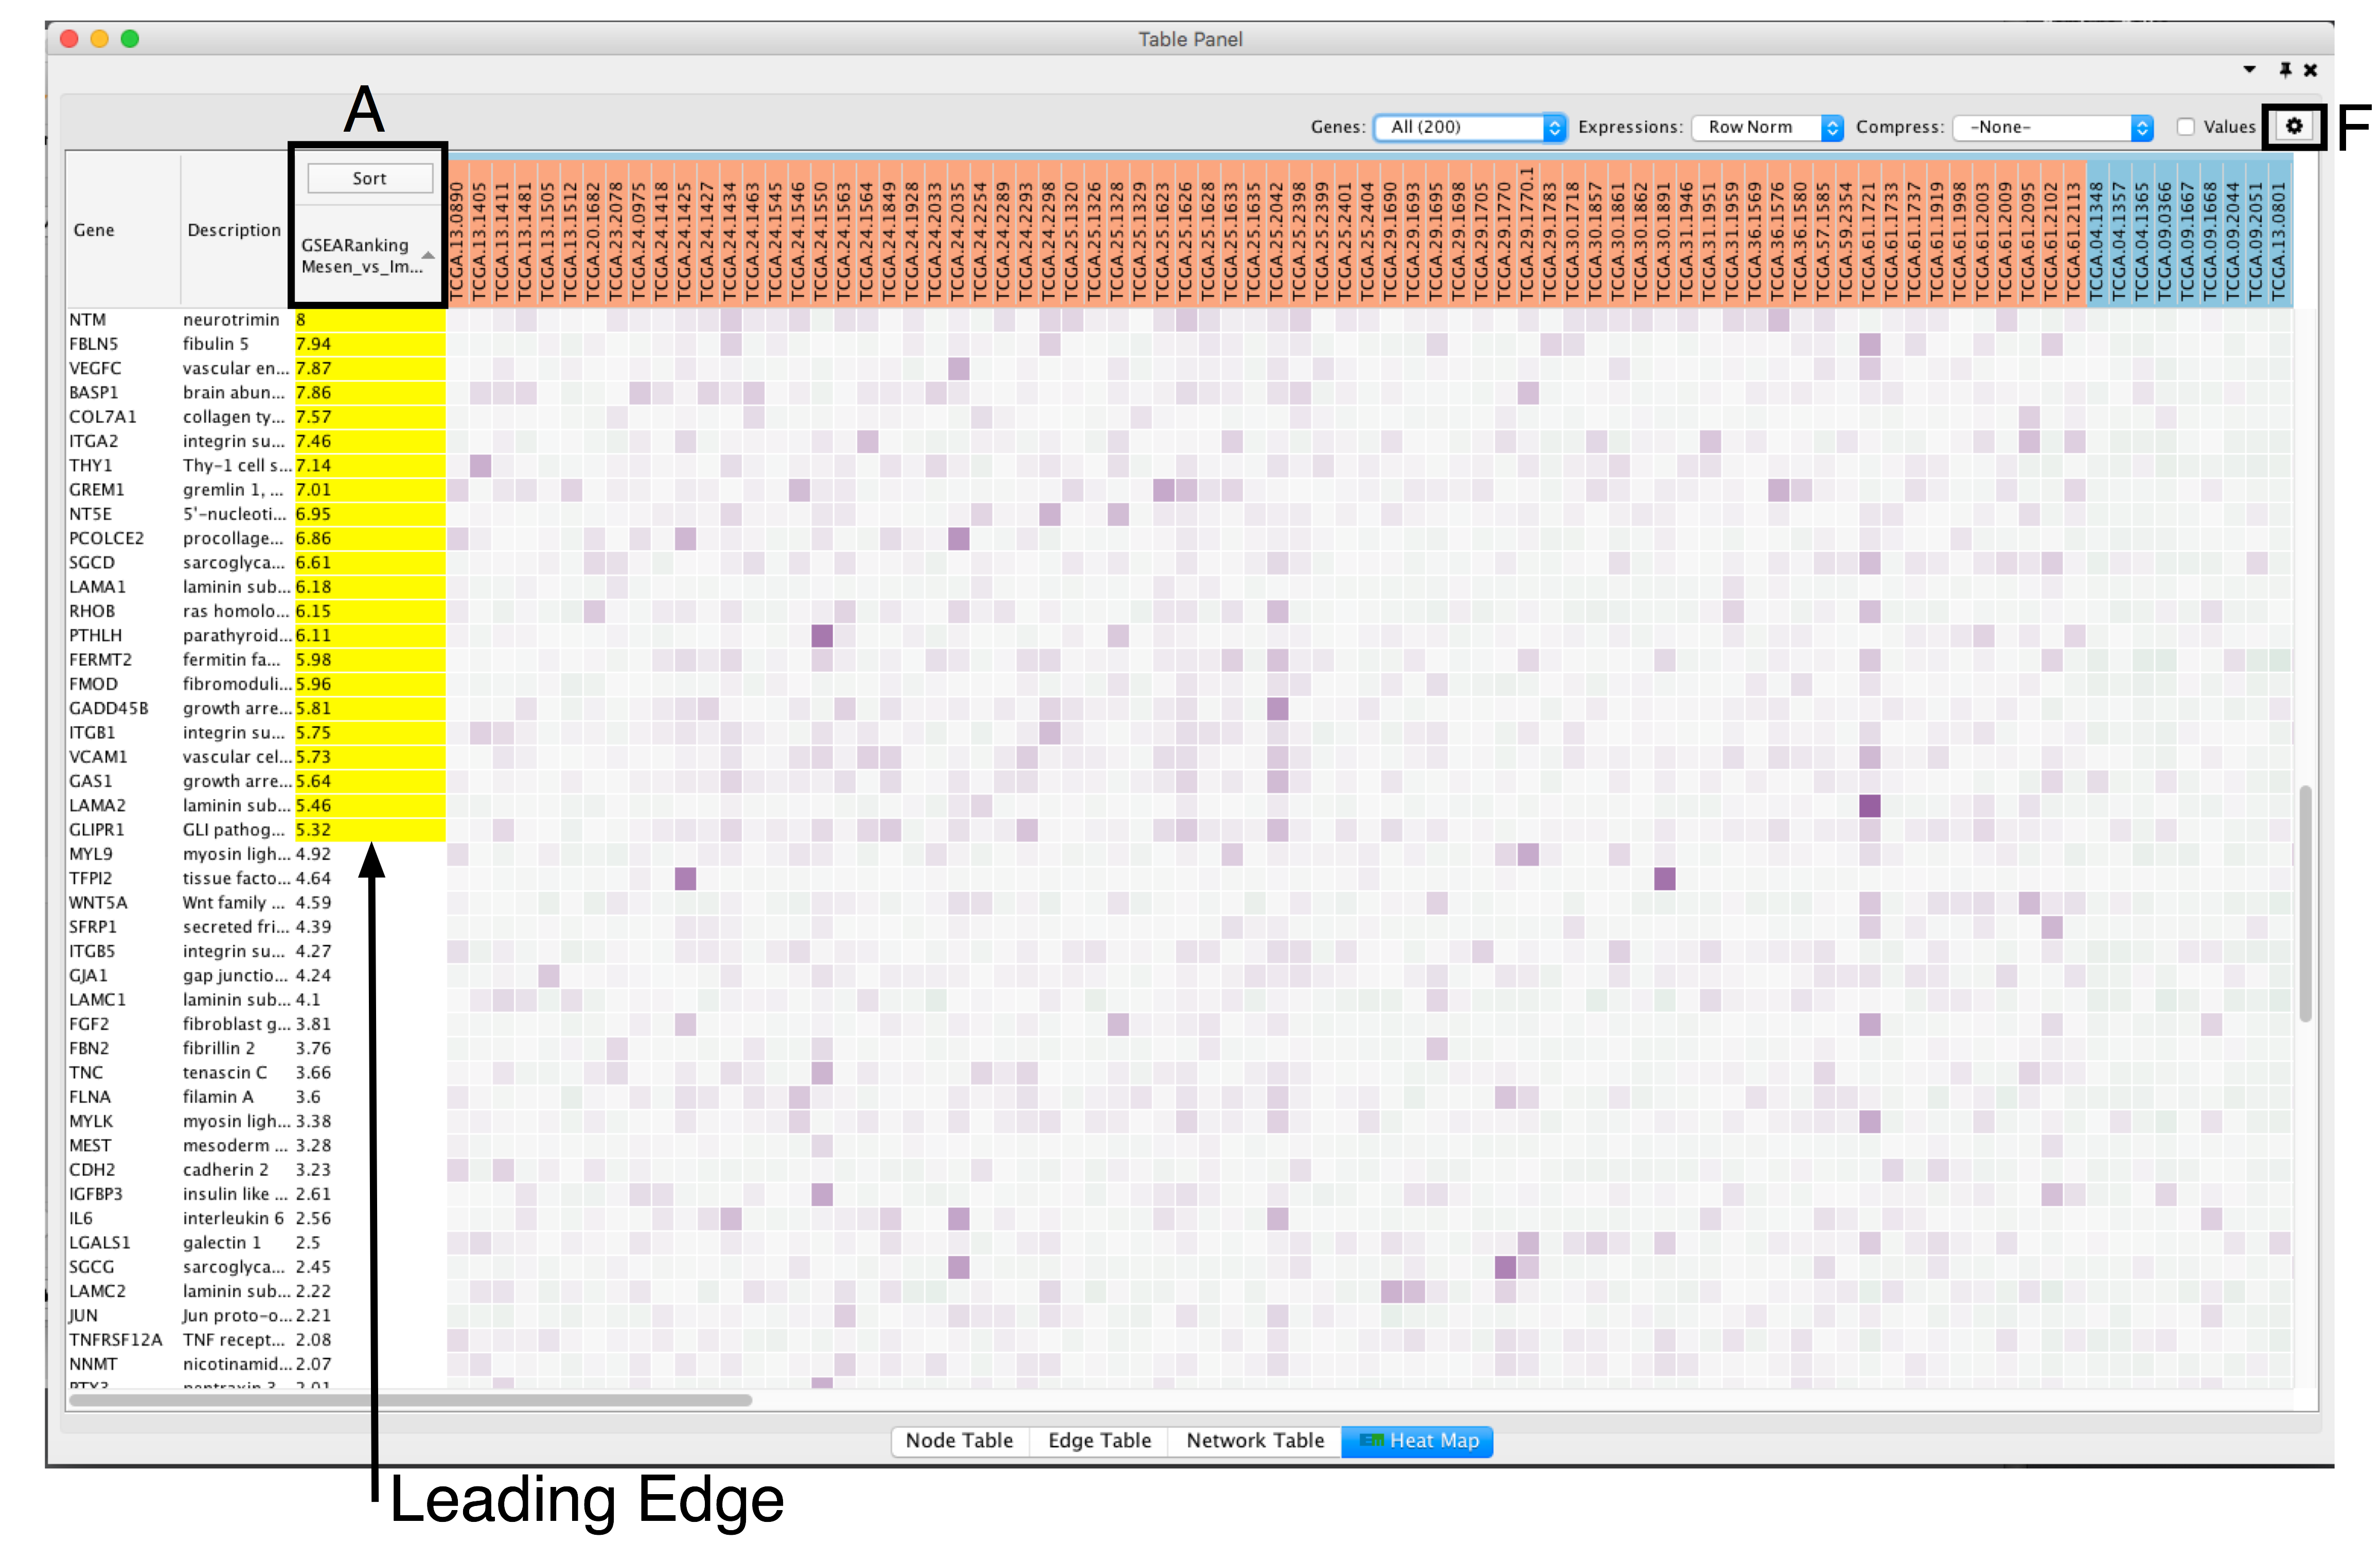 Table Panel
A
Genes: All (200) Expressions: Row Norm Compress: -None- Values F
Gene Description Sort
GSEARanking
Mesen_vs_Im...
TCGA.13.0890
TCGA.13.1405
TCGA.13.1411
TCGA.13.1481
TCGA.13.1505
TCGA.13.1512
TCGA.20.1682
TCGA.23.2078
TCGA.24.0975
TCGA.24.1418
TCGA.24.1425
TCGA.24.1427
TCGA.24.1434
TCGA.24.1463
TCGA.24.1545
TCGA.24.1546
TCGA.24.1550
TCGA.24.1563
TCGA.24.1564
TCGA.24.1849
TCGA.24.1928
TCGA.24.2033
TCGA.24.2035
TCGA.24.2254
TCGA.24.2289
TCGA.24.2293
TCGA.24.2298
TCGA.25.1320
TCGA.25.1326
TCGA.25.1328
TCGA.25.1329
TCGA.25.1623
TCGA.25.1626
TCGA.25.1628
TCGA.25.1633
TCGA.25.1635
TCGA.25.2042
TCGA.25.2398
TCGA.25.2399
TCGA.25.2401
TCGA.25.2404
TCGA.29.1690
TCGA.29.1693
TCGA.29.1695
TCGA.29.1698
TCGA.29.1705
TCGA.29.1770
TCGA.29.1770.1
TCGA.29.1783
TCGA.30.1718
TCGA.30.1857
TCGA.30.1861
TCGA.30.1862
TCGA.30.1891
TCGA.31.1946
TCGA.31.1951
TCGA.31.1959
TCGA.36.1569
TCGA.36.1576
TCGA.36.1580
TCGA.57.1585
TCGA.59.2354
TCGA.61.1721
TCGA.61.1733
TCGA.61.1737
TCGA.61.1919
TCGA.61.1998
TCGA.61.2003
TCGA.61.2009
TCGA.61.2095
TCGA.61.2102
TCGA.61.2113
TCGA.04.1348
TCGA.04.1357
TCGA.04.1365
TCGA.09.0366
TCGA.09.1667
TCGA.09.1668
TCGA.09.2044
TCGA.09.2051
TCGA.13.0801
NTM neurotrimin 8
FBLN5 fibulin 5 7.94
VEGFC vascular en... 7.87
BASP1 brain abun... 7.86
COL7A1 collagen ty... 7.57
ITGA2 integrin su... 7.46
THY1 Thy-1 cell s... 7.14
GREM1 gremlin 1, ... 7.01
NT5E 5'-nucleoti... 6.95
PCOLCE2 procollage... 6.86
SGCD sarcoglyca... 6.61
LAMA1 laminin sub... 6.18
RHOB ras homolo... 6.15
PTHLH parathyroid... 6.11
FERMT2 fermitin fa... 5.98
FMOD fibromoduli... 5.96
GADD45B growth arre... 5.81
ITGB1 integrin su... 5.75
VCAM1 vascular cel... 5.73
GAS1 growth arre... 5.64
LAMA2 laminin sub... 5.46
GLIPR1 GLI pathog... 5.32
MYL9 myosin ligh... 4.92
TFPI2 tissue facto... 4.64
WNT5A Wnt family ... 4.59
SFRP1 secreted fri... 4.39
ITGB5 integrin su... 4.27
GJA1 gap junctio... 4.24
LAMC1 laminin sub... 4.1
FGF2 fibroblast g... 3.81
FBN2 fibrillin 2 3.76
TNC tenascin C 3.66
FLNA filamin A 3.6
MYLK myosin ligh... 3.38
MEST mesoderm ... 3.28
CDH2 cadherin 2 3.23
IGFBP3 insulin like ... 2.61
IL6 interleukin 6 2.56
LGALS1 galectin 1 2.5
SGCG sarcoglyca... 2.45
LAMC2 laminin sub... 2.22
JUN Jun proto-o... 2.21
TNFRSF12A TNF recept... 2.08
NNMT nicotinamid... 2.07
PTX3 pentraxin 3 2.01
Node Table Edge Table Network Table Heat Map
Leading Edge